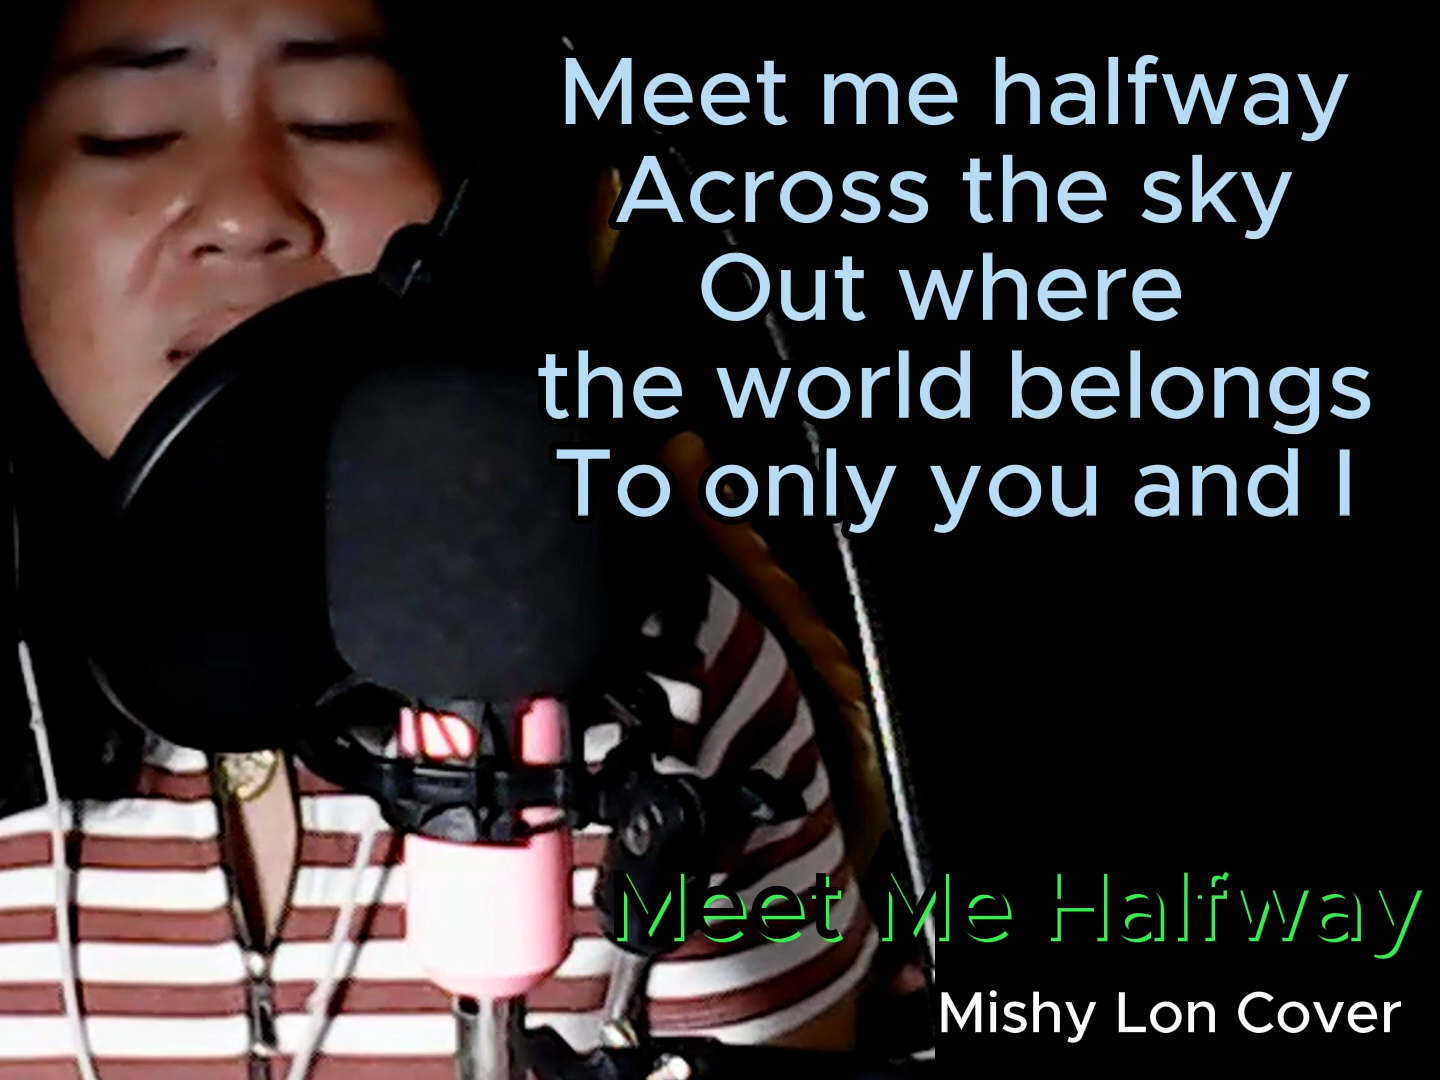 Meet me halfway
Across the sky
Out where
the world belongs
To only you and I
Meet Me Halfway
Mishy Lon Cover